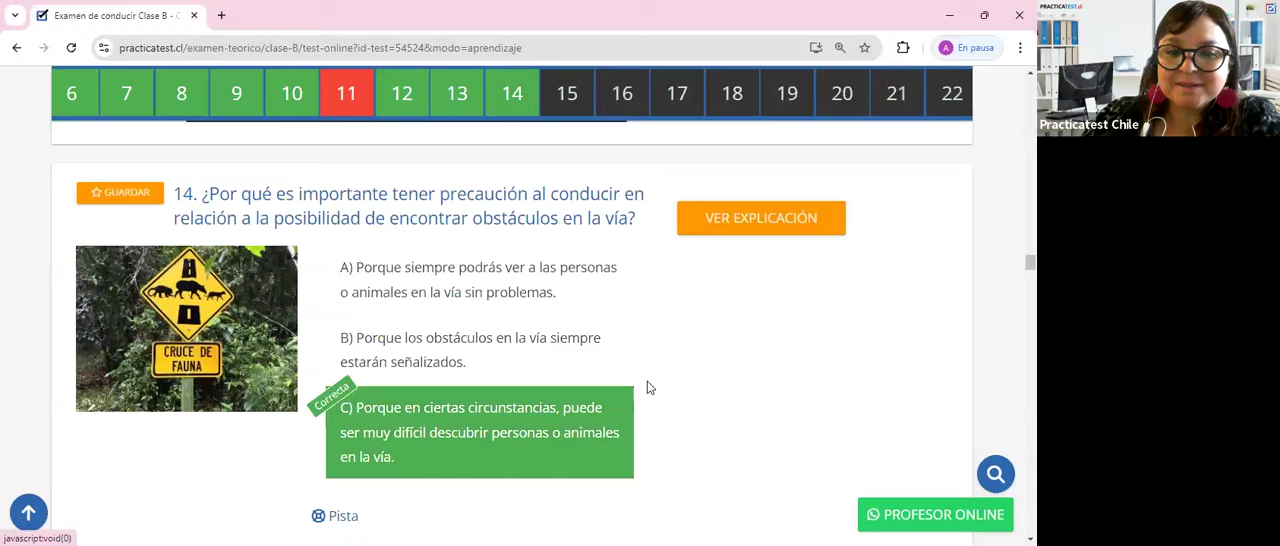 Examen de conducir Clase B - C
practicatest.cl/examen-teorico/clase-B/test-online?id-test=54524&modo=aprendizaje
A
En pausa
PRACTICATEST.cl
Practicatest Chile
6 7 8 9 10 11 12 13 14 15 16 17 18 19 20 21 22
GUARDAR
14. ¿Por qué es importante tener precaución al conducir en
relación a la posibilidad de encontrar obstáculos en la vía?
VER EXPLICACIÓN
CRUCE DE
FAUNA
A) Porque siempre podrás ver a las personas
o animales en la vía sin problemas.
B) Porque los obstáculos en la vía siempre
estarán señalizados.
Correcta
C) Porque en ciertas circunstancias, puede
ser muy difícil descubrir personas o animales
en la vía.
Pista
PROFESOR ONLINE
javascript:void(0)